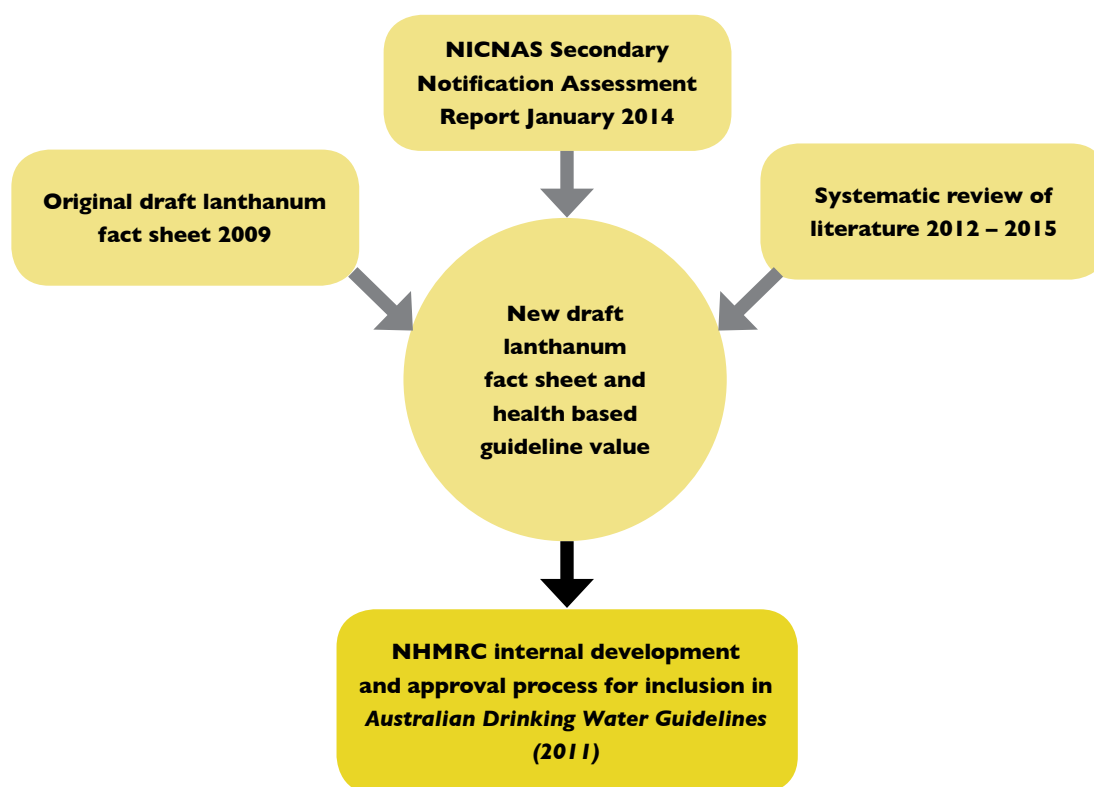 NICNAS Secondary
Notification Assessment
Report January 2014
Original draft lanthanum
fact sheet 2009
Systematic review of
literature 2012 – 2015
New draft
lanthanum
fact sheet and
health based
guideline value
NHMRC internal development
and approval process for inclusion in
Australian Drinking Water Guidelines
(2011)